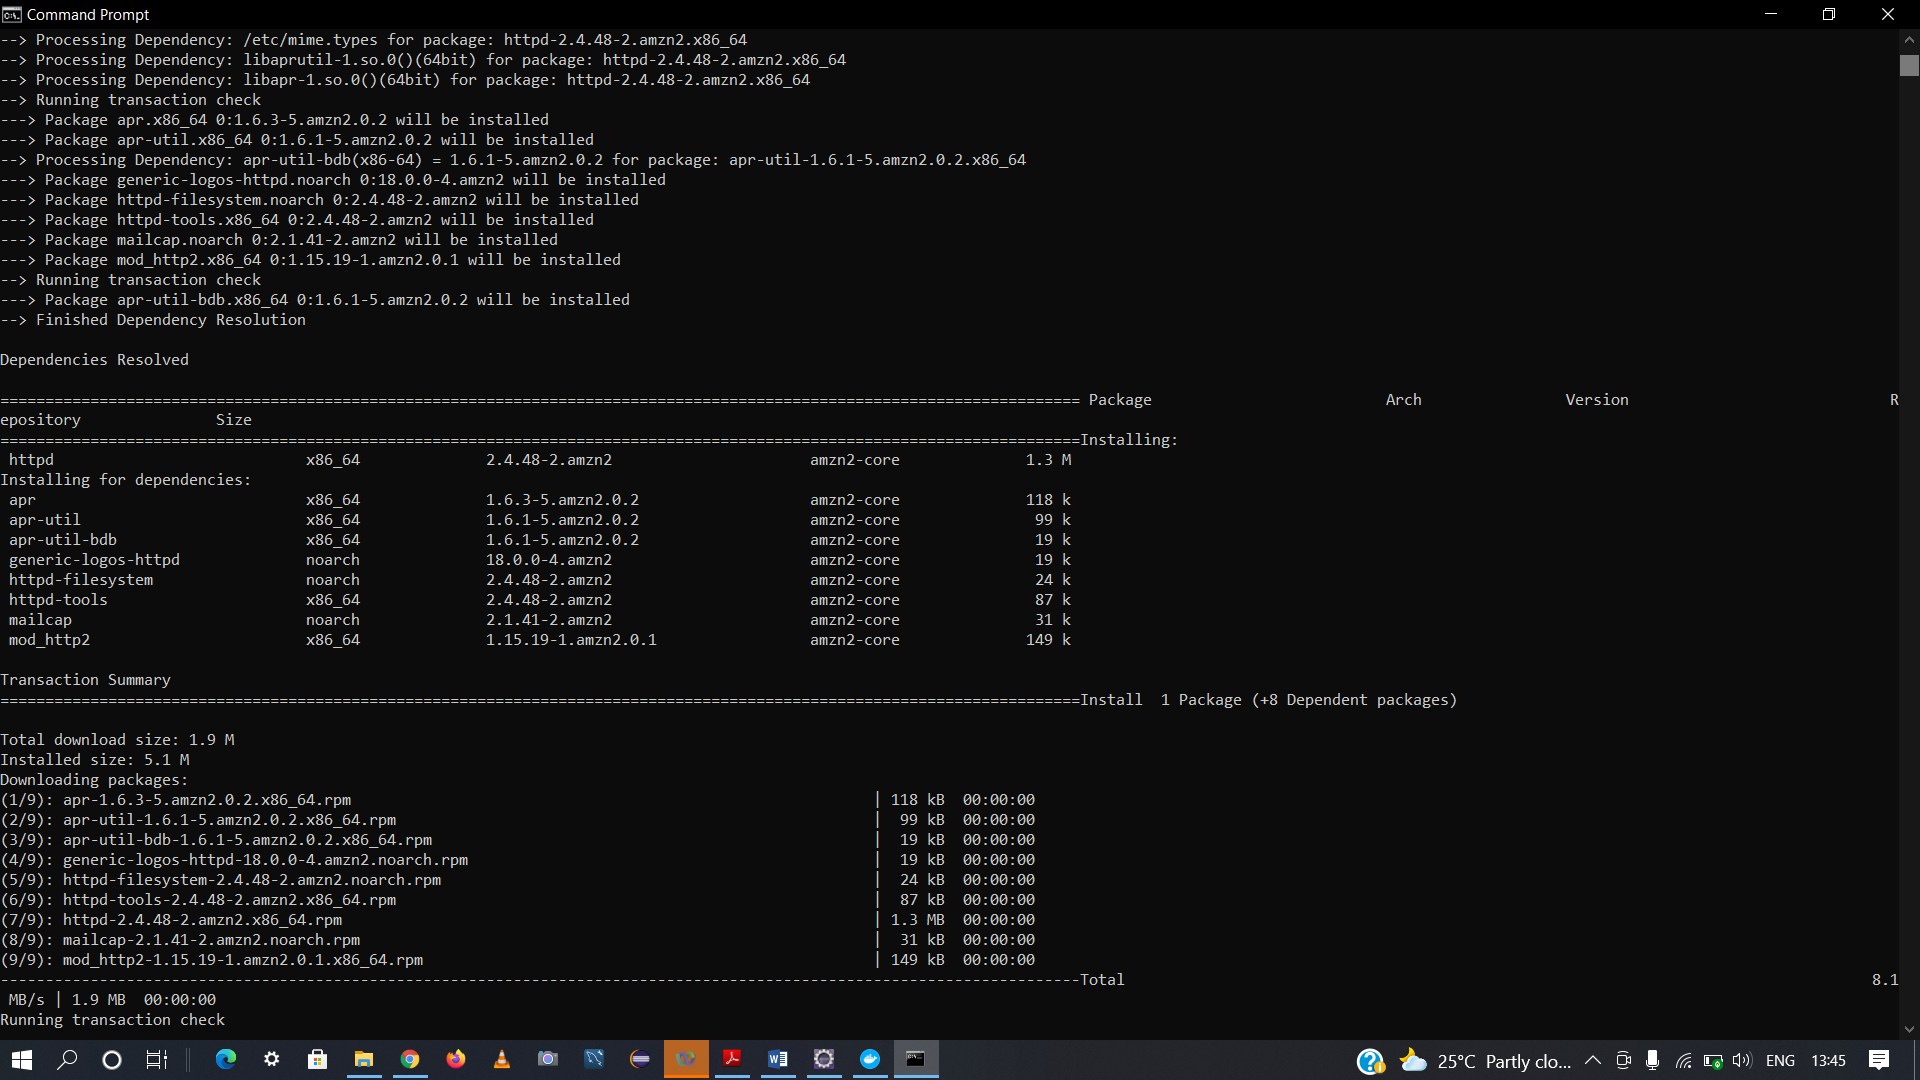 Command Prompt
--> Processing Dependency: /etc/mime.types for package: httpd-2.4.48-2.amzn2.x86_64
--> Processing Dependency: libaprutil-1.so.0()(64bit) for package: httpd-2.4.48-2.amzn2.x86_64
--> Processing Dependency: libapr-1.so.0()(64bit) for package: httpd-2.4.48-2.amzn2.x86_64
--> Running transaction check
---> Package apr.x86_64 0:1.6.3-5.amzn2.0.2 will be installed
---> Package apr-util.x86_64 0:1.6.1-5.amzn2.0.2 will be installed
--> Processing Dependency: apr-util-bdb(x86-64) = 1.6.1-5.amzn2.0.2 for package: apr-util-1.6.1-5.amzn2.0.2.x86_64
---> Package generic-logos-httpd.noarch 0:18.0.0-4.amzn2 will be installed
---> Package httpd-filesystem.noarch 0:2.4.48-2.amzn2 will be installed
---> Package httpd-tools.x86_64 0:2.4.48-2.amzn2 will be installed
---> Package mailcap.noarch 0:2.1.41-2.amzn2 will be installed
---> Package mod_http2.x86_64 0:1.15.19-1.amzn2.0.1 will be installed
--> Running transaction check
---> Package apr-util-bdb.x86_64 0:1.6.1-5.amzn2.0.2 will be installed
--> Finished Dependency Resolution
Dependencies Resolved
======================================================================================================================== Package Arch Version R
epository Size
========================================================================================================================Installing:
httpd x86_64 2.4.48-2.amzn2 amzn2-core 1.3 M
Installing for dependencies:
apr x86_64 1.6.3-5.amzn2.0.2 amzn2-core 118 k
apr-util x86_64 1.6.1-5.amzn2.0.2 amzn2-core 99 k
apr-util-bdb x86_64 1.6.1-5.amzn2.0.2 amzn2-core 19 k
generic-logos-httpd noarch 18.0.0-4.amzn2 amzn2-core 19 k
httpd-filesystem noarch 2.4.48-2.amzn2 amzn2-core 24 k
httpd-tools x86_64 2.4.48-2.amzn2 amzn2-core 87 k
mailcap noarch 2.1.41-2.amzn2 amzn2-core 31 k
mod_http2 x86_64 1.15.19-1.amzn2.0.1 amzn2-core 149 k
Transaction Summary
========================================================================================================================Install 1 Package (+8 Dependent packages)
Total download size: 1.9 M
Installed size: 5.1 M
Downloading packages:
(1/9): apr-1.6.3-5.amzn2.0.2.x86_64.rpm | 118 kB 00:00:00
(2/9): apr-util-1.6.1-5.amzn2.0.2.x86_64.rpm | 99 kB 00:00:00
(3/9): apr-util-bdb-1.6.1-5.amzn2.0.2.x86_64.rpm | 19 kB 00:00:00
(4/9): generic-logos-httpd-18.0.0-4.amzn2.noarch.rpm | 19 kB 00:00:00
(5/9): httpd-filesystem-2.4.48-2.amzn2.noarch.rpm | 24 kB 00:00:00
(6/9): httpd-tools-2.4.48-2.amzn2.x86_64.rpm | 87 kB 00:00:00
(7/9): httpd-2.4.48-2.amzn2.x86_64.rpm | 1.3 MB 00:00:00
(8/9): mailcap-2.1.41-2.amzn2.noarch.rpm | 31 kB 00:00:00
(9/9): mod_http2-1.15.19-1.amzn2.0.1.x86_64.rpm | 149 kB 00:00:00
------------------------------------------------------------------------------------------------------------------------Total 8.1
MB/s | 1.9 MB 00:00:00
Running transaction check
25°C Partly clo... ENG 13:45